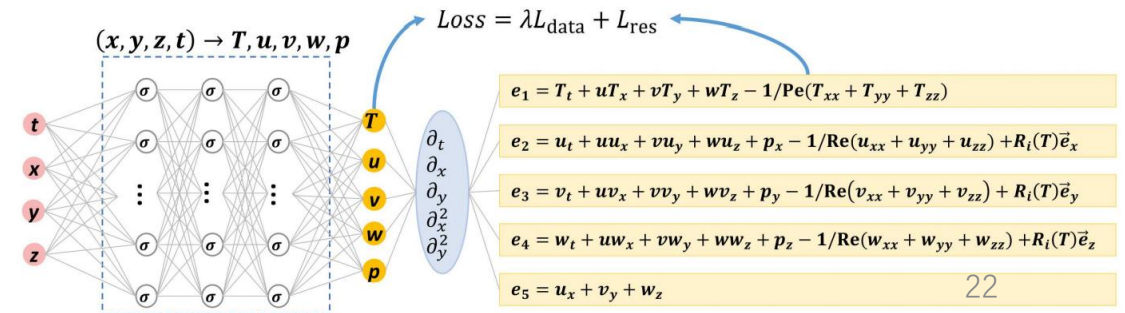 Loss = λL_data + L_res
(x, y, z, t) → T, u, v, w, p
σ σ σ
σ σ σ
⋮ ⋮ ⋮
σ σ σ
σ σ σ
t
x
y
z
T
u
v
w
p
∂_t
∂_x
∂_y
∂_x^2
∂_y^2
e_1 = T_t + uT_x + vT_y + wT_z − 1/Pe(T_xx + T_yy + T_zz)
e_2 = u_t + uu_x + vu_y + wu_z + p_x − 1/Re(u_xx + u_yy + u_zz) +R_i(T)e⃗_x
e_3 = v_t + uv_x + vv_y + wv_z + p_y − 1/Re(v_xx + v_yy + v_zz) + R_i(T)e⃗_y
e_4 = w_t + uw_x + vw_y + ww_z + p_z − 1/Re(w_xx + w_yy + w_zz) +R_i(T)e⃗_z
e_5 = u_x + v_y + w_z
22